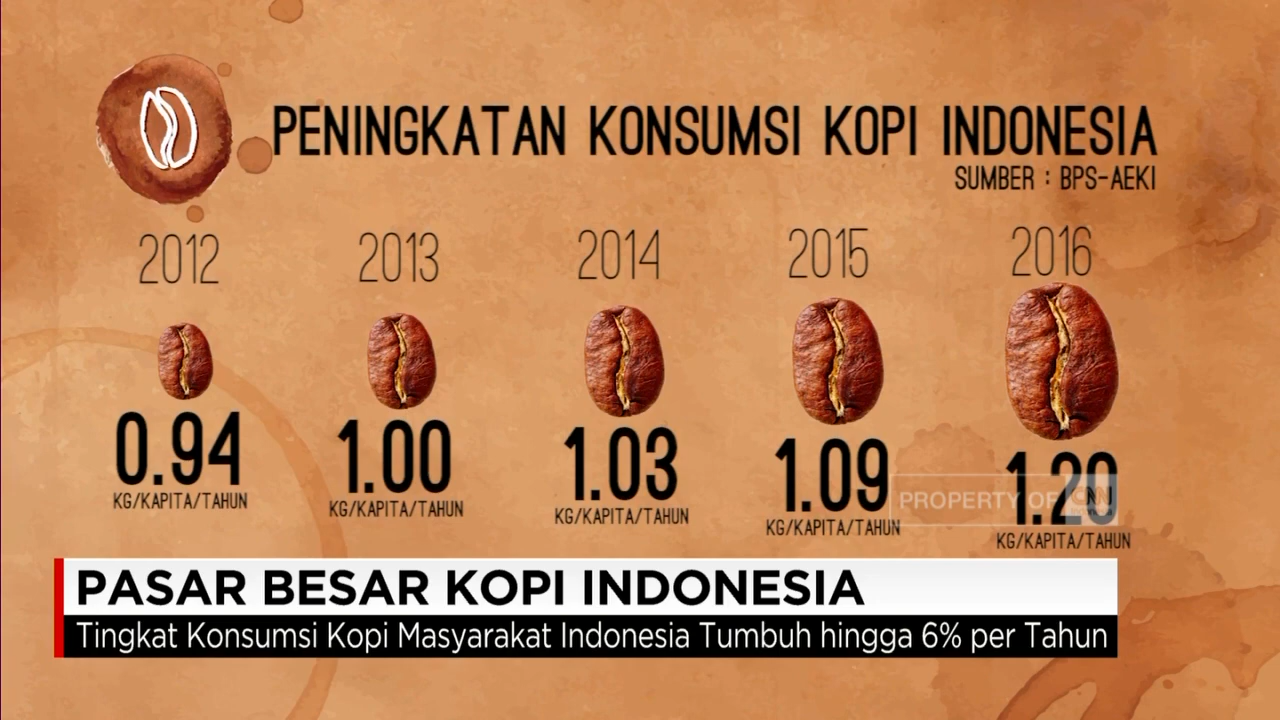 PENINGKATAN KONSUMSI KOPI INDONESIA
SUMBER : BPS-AEKI
2012 2013 2014 2015 2016
0.94 1.00 1.03 1.09 1.20
KG/KAPITA/TAHUN KG/KAPITA/TAHUN KG/KAPITA/TAHUN KG/KAPITA/TAHUN KG/KAPITA/TAHUN
PROPERTY OF CNN
PASAR BESAR KOPI INDONESIA
Tingkat Konsumsi Kopi Masyarakat Indonesia Tumbuh hingga 6% per Tahun